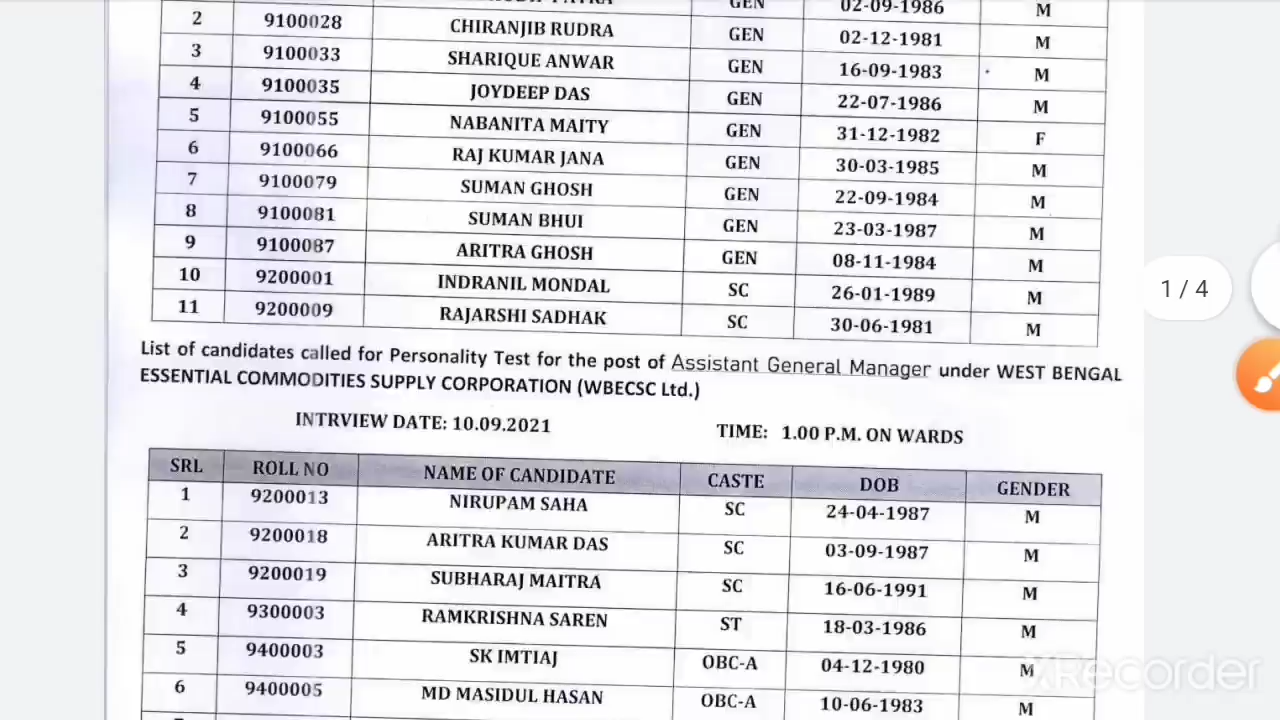 GEN 02-09-1986 M
2 9100028 CHIRANJIB RUDRA GEN 02-12-1981 M
3 9100033 SHARIQUE ANWAR GEN 16-09-1983 M
4 9100035 JOYDEEP DAS GEN 22-07-1986 M
5 9100055 NABANITA MAITY GEN 31-12-1982 F
6 9100066 RAJ KUMAR JANA GEN 30-03-1985 M
7 9100079 SUMAN GHOSH GEN 22-09-1984 M
8 9100081 SUMAN BHUI GEN 23-03-1987 M
9 9100087 ARITRA GHOSH GEN 08-11-1984 M
10 9200001 INDRANIL MONDAL SC 26-01-1989 M
11 9200009 RAJARSHI SADHAK SC 30-06-1981 M
1 / 4
List of candidates called for Personality Test for the post of Assistant General Manager under WEST BENGAL
ESSENTIAL COMMODITIES SUPPLY CORPORATION (WBECSC Ltd.)
INTRVIEW DATE: 10.09.2021 TIME: 1.00 P.M. ON WARDS
SRL ROLL NO NAME OF CANDIDATE CASTE DOB GENDER
1 9200013 NIRUPAM SAHA SC 24-04-1987 M
2 9200018 ARITRA KUMAR DAS SC 03-09-1987 M
3 9200019 SUBHARAJ MAITRA SC 16-06-1991 M
4 9300003 RAMKRISHNA SAREN ST 18-03-1986 M
5 9400003 SK IMTIAJ OBC-A 04-12-1980 M
6 9400005 MD MASIDUL HASAN OBC-A 10-06-1983 M
XRecorder